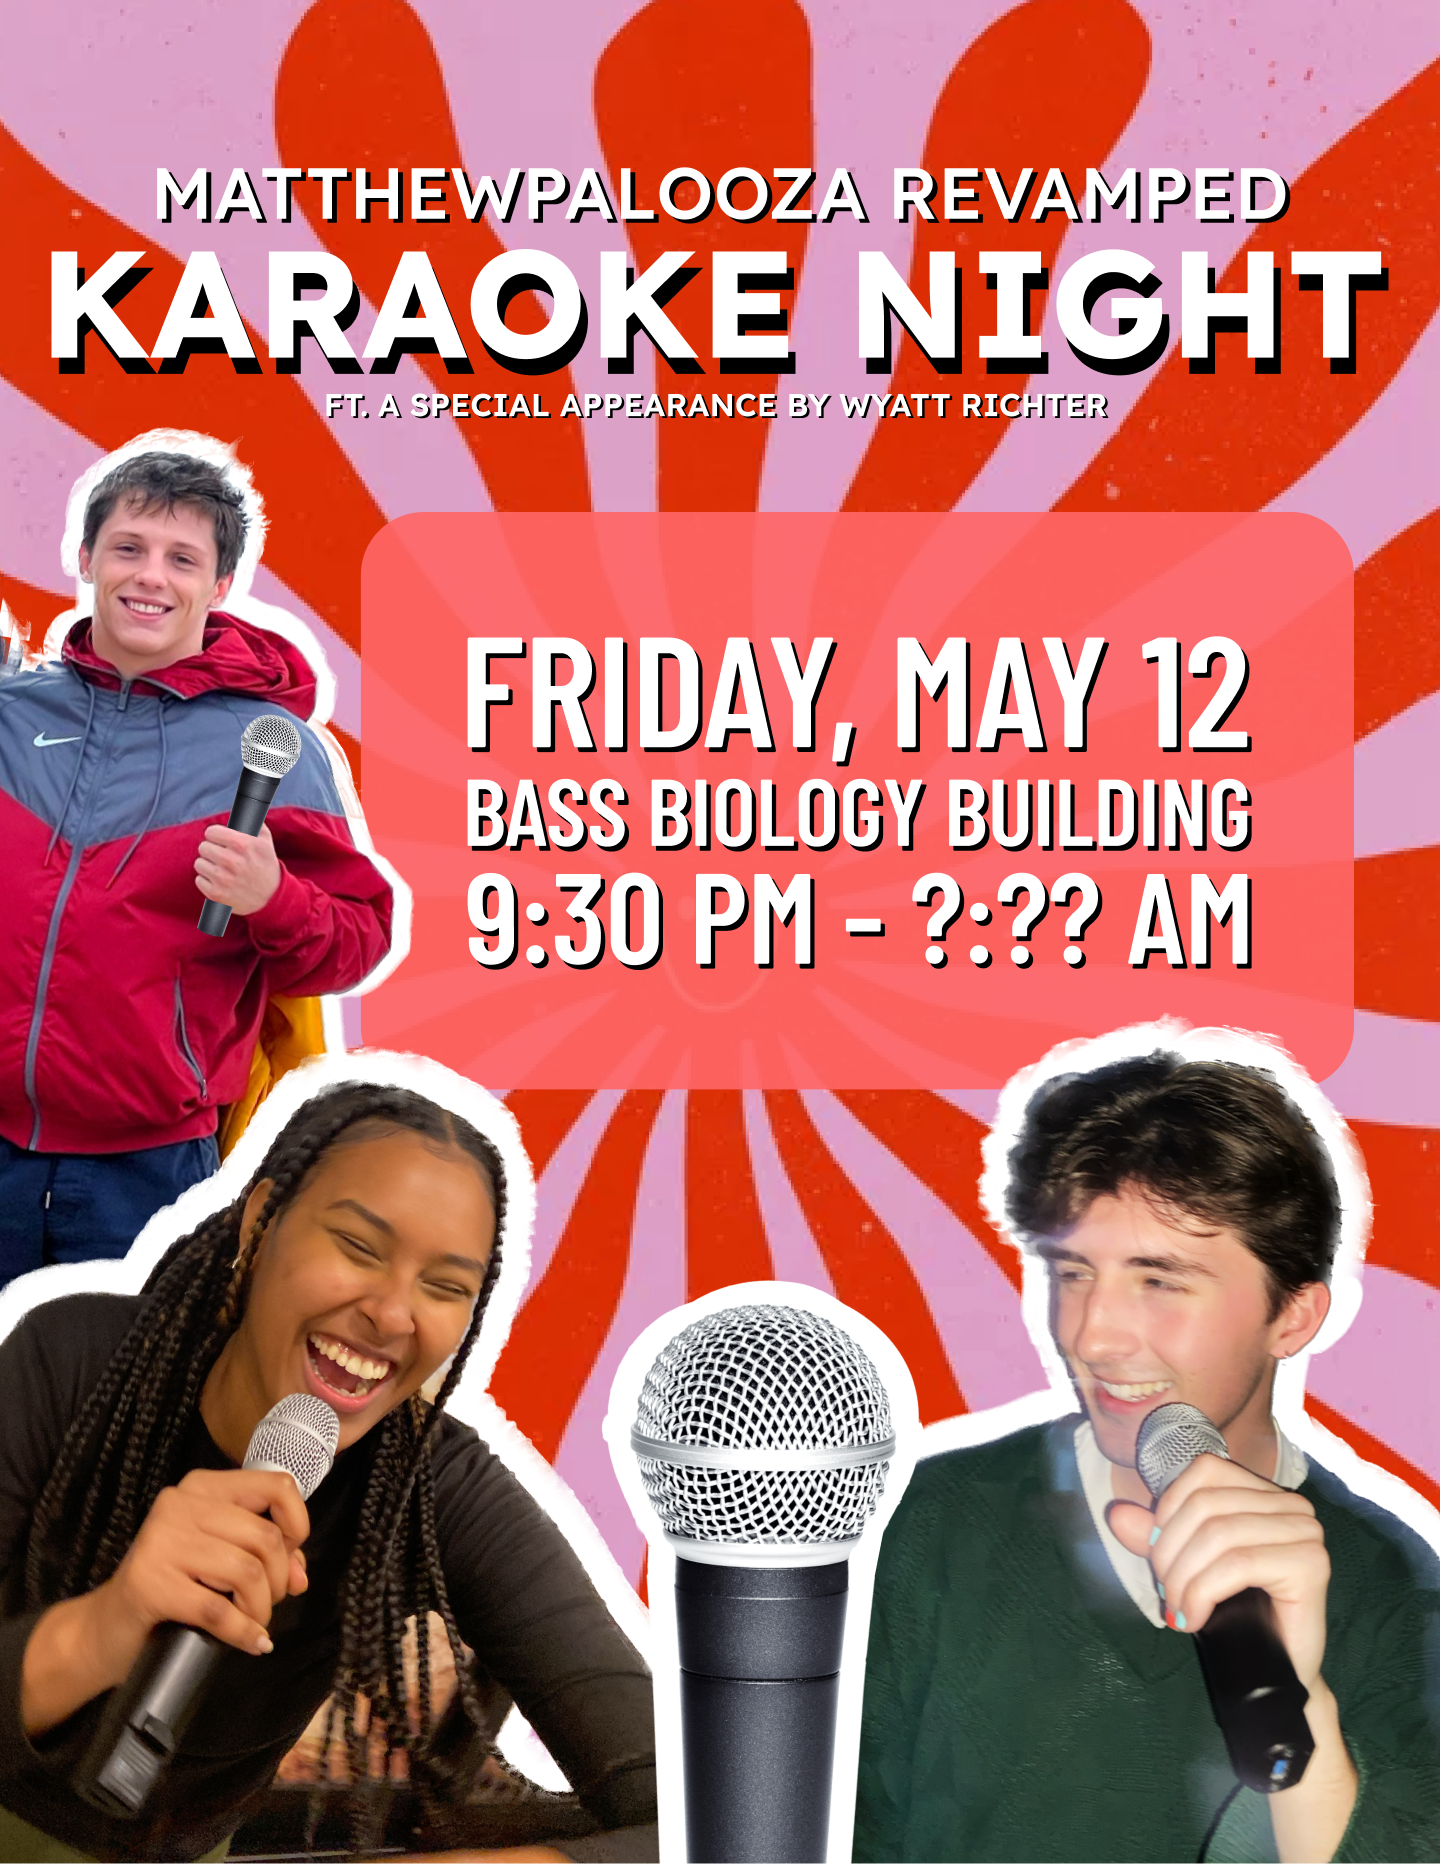 MATTHEWPALOOZA REVAMPED
KARAOKE NIGHT
FT. A SPECIAL APPEARANCE BY WYATT RICHTER
FRIDAY, MAY 12
BASS BIOLOGY BUILDING
9:30 PM - ?:?? AM